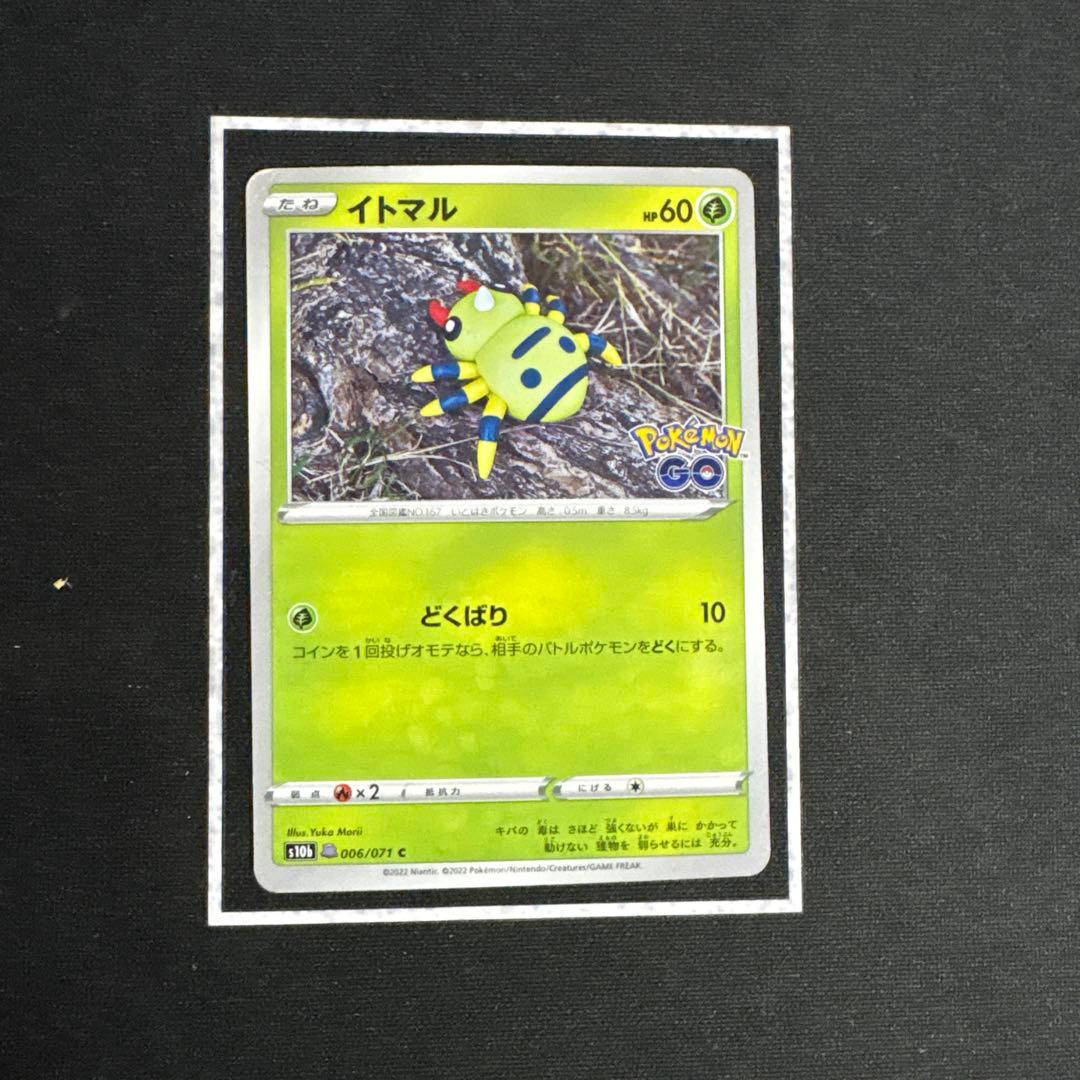 たね イトマル HP60
Pokémon
GO
全国図鑑NO.167 いとはきポケモン 高さ:0.5m 重さ:8.5kg
どくばり 10
コインを1回投げオモテなら、相手のバトルポケモンをどくにする。
弱点 ×2 抵抗力 にげる
Illus.Yuka Morii
キバの 毒は さほど 強くないが 巣に かかって
動けない 獲物を 弱らせるには 充分。
s10b 006/071 C
©2022 Niantic. ©2022 Pokémon/Nintendo/Creatures/GAME FREAK.